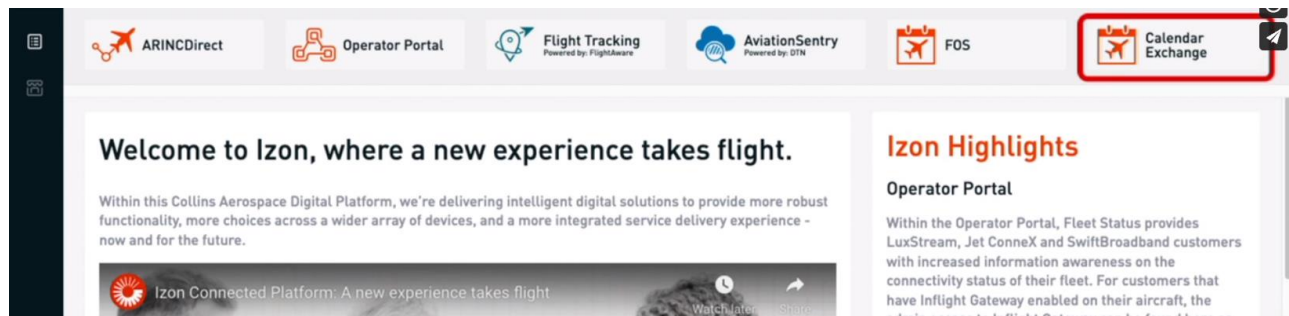 ARINCDirect
Operator Portal
Flight Tracking
Powered by: FlightAware
AviationSentry
Powered by: DTN
FOS
Calendar
Exchange
Welcome to Izon, where a new experience takes flight.
Within this Collins Aerospace Digital Platform, we're delivering intelligent digital solutions to provide more robust
functionality, more choices across a wider array of devices, and a more integrated service delivery experience -
now and for the future.
Izon Connected Platform: A new experience takes flight
Watch later
Share
Izon Highlights
Operator Portal
Within the Operator Portal, Fleet Status provides
LuxStream, Jet ConneX and SwiftBroadband customers
with increased information awareness on the
connectivity status of their fleet. For customers that
have Inflight Gateway enabled on their aircraft, the